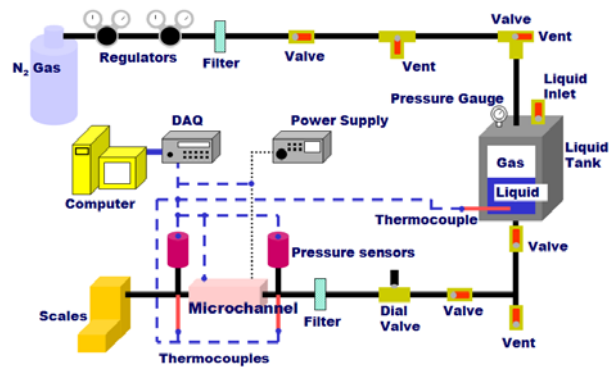 Valve
Vent
N2 Gas
Regulators
Filter
Valve
Vent
Liquid
Inlet
Pressure Gauge
DAQ
Power Supply
Liquid
Tank
Gas
Liquid
Computer
Thermocouple
Valve
Pressure sensors
Microchannel
Scales
Filter
Dial
Valve
Valve
Vent
Thermocouples